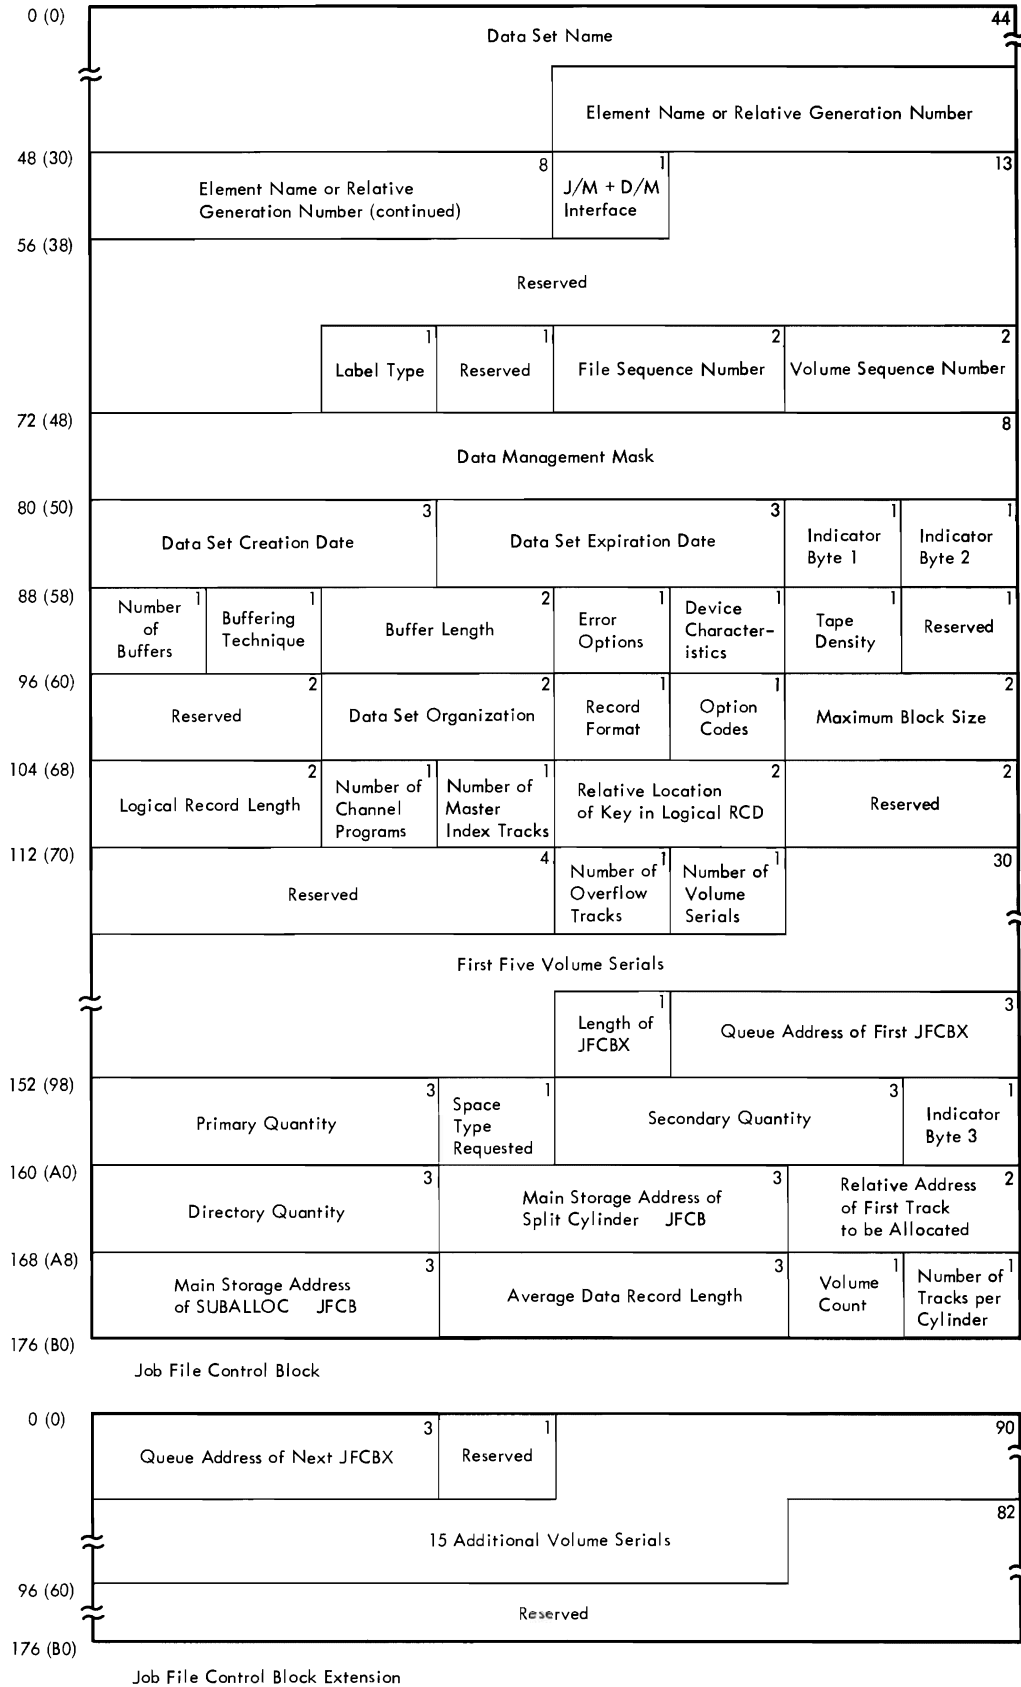 0 (0)
44
Data Set Name
Element Name or Relative Generation Number
48 (30)
8
1
13
Element Name or Relative
Generation Number (continued)
J/M + D/M
Interface
56 (38)
Reserved
1
1
2
2
Label Type
Reserved
File Sequence Number
Volume Sequence Number
72 (48)
8
Data Management Mask
80 (50)
3
3
1
1
Data Set Creation Date
Data Set Expiration Date
Indicator
Byte 1
Indicator
Byte 2
88 (58)
1
1
2
1
1
1
1
Number
of
Buffers
Buffering
Technique
Buffer Length
Error
Options
Device
Character-
istics
Tape
Density
Reserved
96 (60)
2
2
1
1
2
Reserved
Data Set Organization
Record
Format
Option
Codes
Maximum Block Size
104 (68)
2
1
1
2
2
Logical Record Length
Number of
Channel
Programs
Number of
Master
Index Tracks
Relative Location
of Key in Logical RCD
Reserved
112 (70)
4
1
1
30
Reserved
Number of
Overflow
Tracks
Number of
Volume
Serials
First Five Volume Serials
1
3
Length of
JFCBX
Queue Address of First JFCBX
152 (98)
3
1
3
1
Primary Quantity
Space
Type
Requested
Secondary Quantity
Indicator
Byte 3
160 (A0)
3
3
2
Directory Quantity
Main Storage Address of
Split Cylinder JFCB
Relative Address
of First Track
to be Allocated
168 (A8)
3
3
1
1
Main Storage Address
of SUBALLOC JFCB
Average Data Record Length
Volume
Count
Number of
Tracks per
Cylinder
176 (B0)
Job File Control Block
0 (0)
3
1
90
Queue Address of Next JFCBX
Reserved
82
15 Additional Volume Serials
96 (60)
Reserved
176 (B0)
Job File Control Block Extension